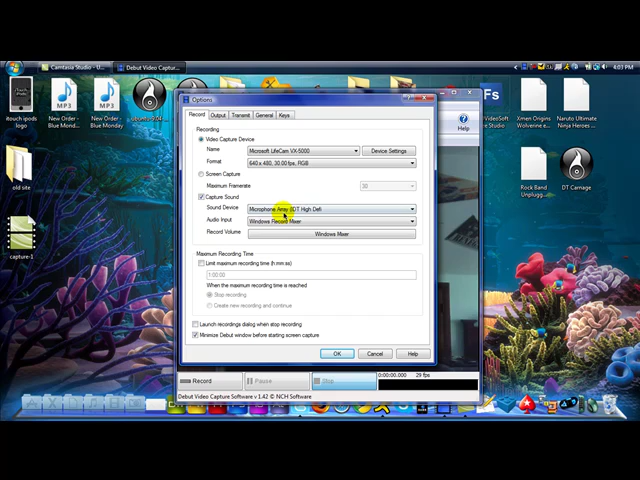 Camtasia Studio - U...
Debut Video Captur...
4:03 PM
Options
Record
Output
Transmit
General
Keys
Recording
Video Capture Device
Name
Microsoft LifeCam VX-5000
Device Settings
Format
640 x 480, 30.00 fps, RGB
Screen Capture
Maximum Framerate
30
Capture Sound
Sound Device
Microphone Array (IDT High Defi
Audio Input
Windows Record Mixer
Record Volume
Windows Mixer
Maximum Recording Time
Limit maximum recording time (h:mm:ss)
1:00:00
When the maximum recording time is reached
Stop recording
Create new recording and continue
Launch recordings dialog when stop recording
Minimize Debut window before starting screen capture
OK
Cancel
Help
Record
Pause
Stop
0:00:00.000
29 fps
Debut Video Capture Software v 1.42 © NCH Software
Help
itouch ipods
logo
MP3
New Order -
Blue Mond...
MP3
New Order -
Blue Monday
old site
capture-1
Fs
Xmen Origins
Wolverine e...
Naruto Ultimate
Ninja Heroes ...
Rock Band
Unplugg...
DT Carnage